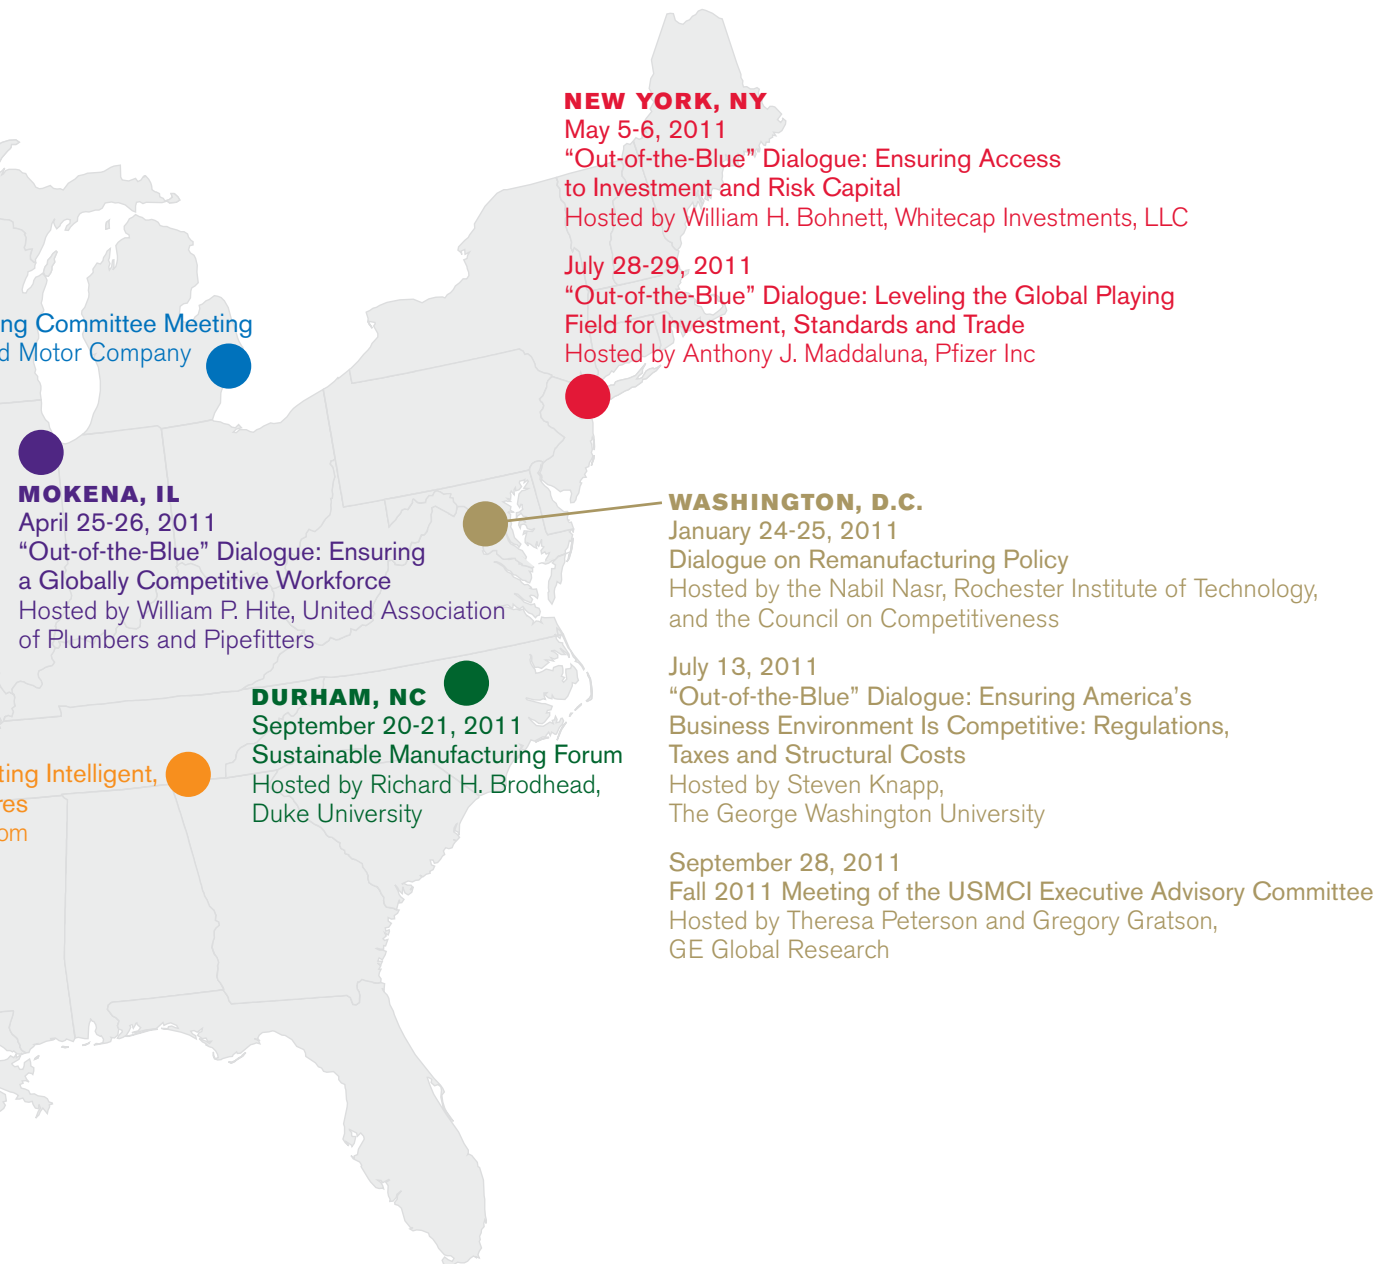 NEW YORK, NY
May 5-6, 2011
“Out-of-the-Blue” Dialogue: Ensuring Access
to Investment and Risk Capital
Hosted by William H. Bohnett, Whitecap Investments, LLC
July 28-29, 2011
“Out-of-the-Blue” Dialogue: Leveling the Global Playing
Field for Investment, Standards and Trade
Hosted by Anthony J. Maddaluna, Pfizer Inc
ng Committee Meeting
d Motor Company
MOKENA, IL
April 25-26, 2011
“Out-of-the-Blue” Dialogue: Ensuring
a Globally Competitive Workforce
Hosted by William P. Hite, United Association
of Plumbers and Pipefitters
WASHINGTON, D.C.
January 24-25, 2011
Dialogue on Remanufacturing Policy
Hosted by the Nabil Nasr, Rochester Institute of Technology,
and the Council on Competitiveness
July 13, 2011
“Out-of-the-Blue” Dialogue: Ensuring America’s
Business Environment Is Competitive: Regulations,
Taxes and Structural Costs
Hosted by Steven Knapp,
The George Washington University
September 28, 2011
Fall 2011 Meeting of the USMCI Executive Advisory Committee
Hosted by Theresa Peterson and Gregory Gratson,
GE Global Research
DURHAM, NC
September 20-21, 2011
Sustainable Manufacturing Forum
Hosted by Richard H. Brodhead,
Duke University
ting Intelligent,
res
om